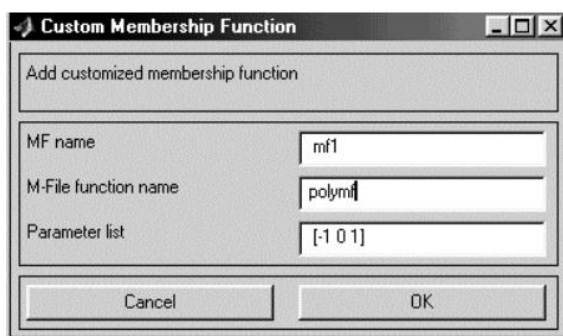 Custom Membership Function
Add customized membership function
MF name
mf1
M-File function name
polymf
Parameter list
[-1 0 1]
Cancel
OK